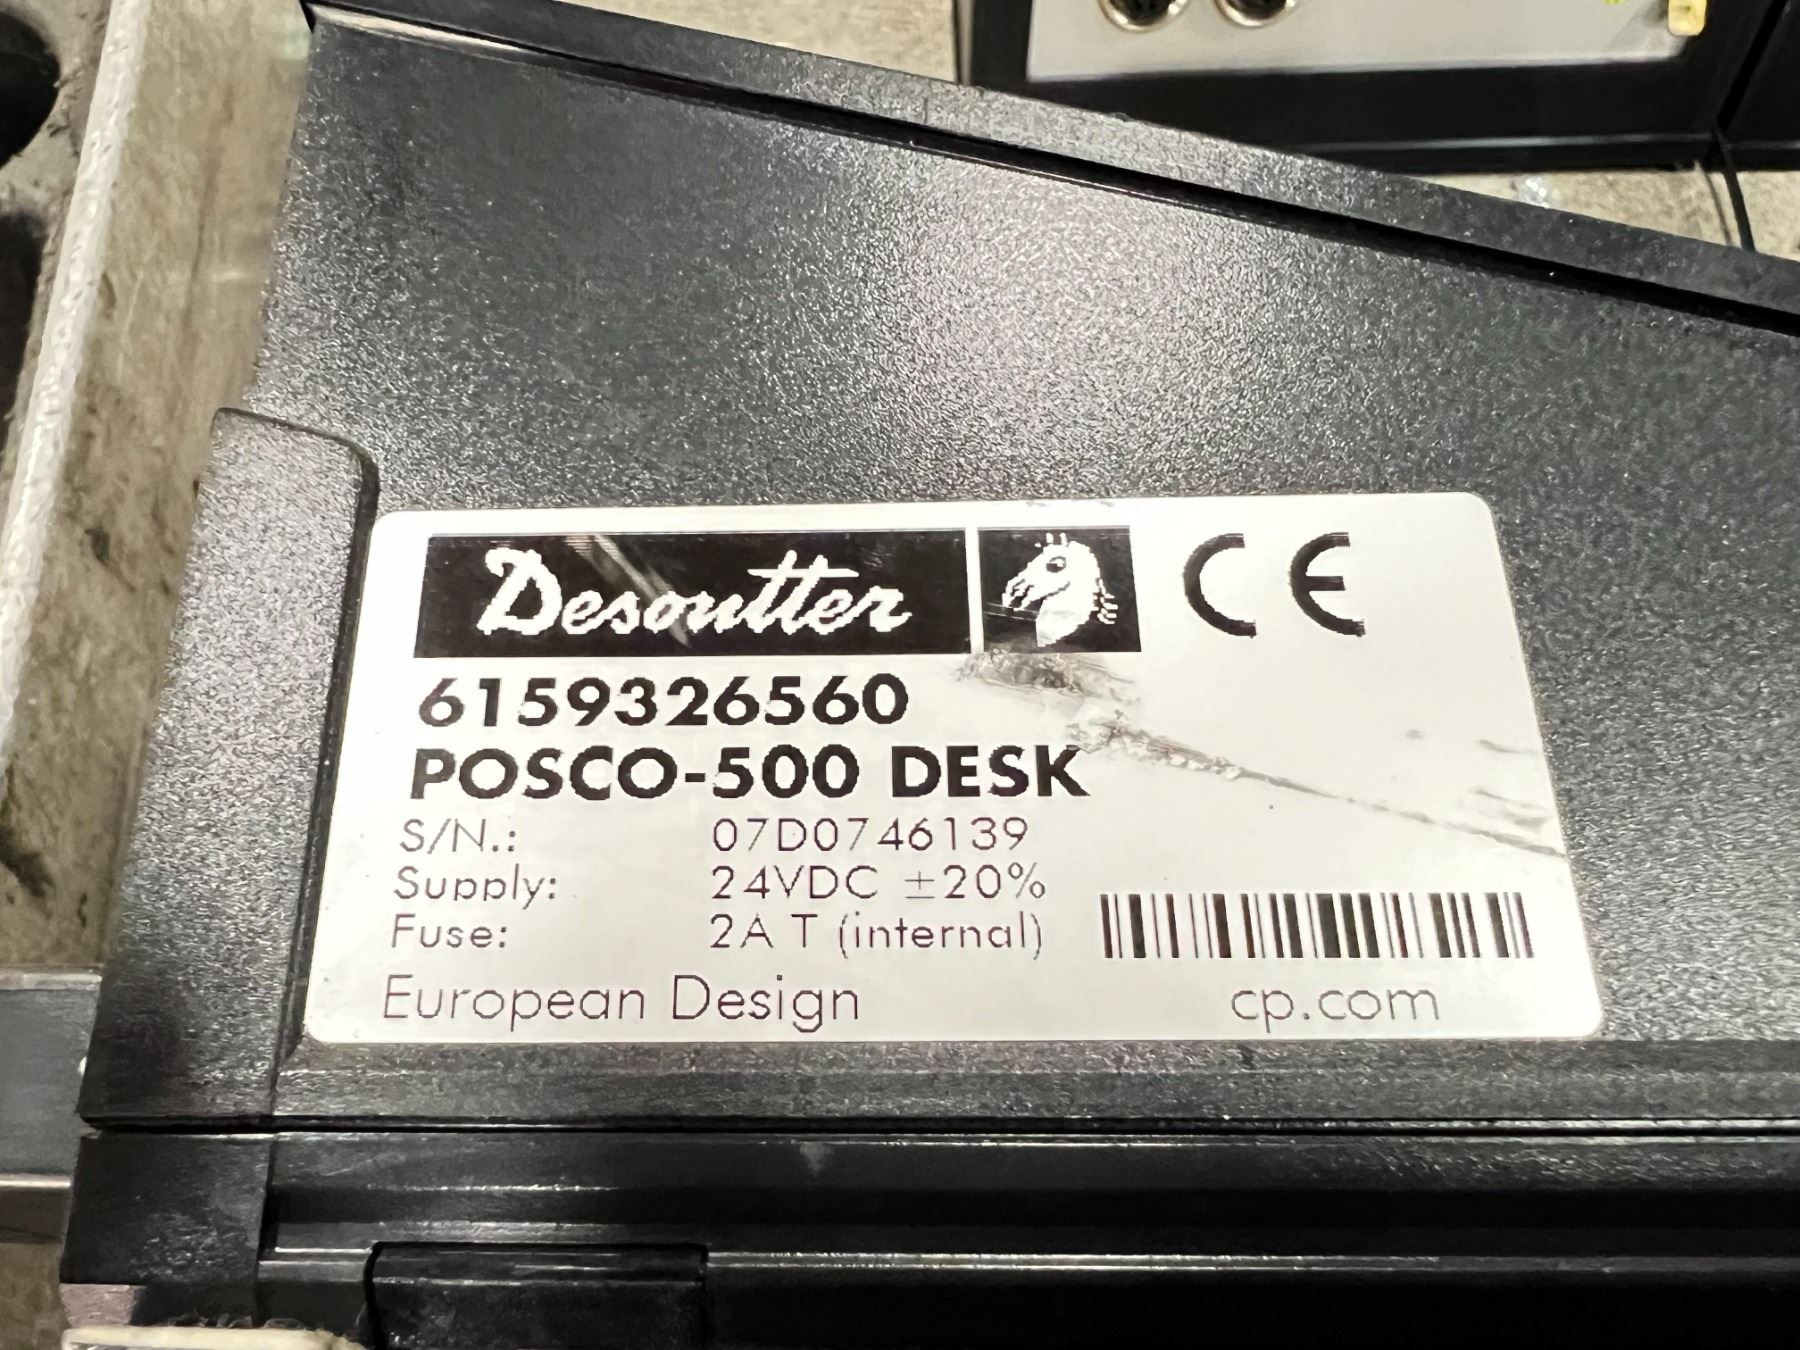 Desoutter CE
6159326560
POSCO-500 DESK
S/N.: 07D0746139
Supply: 24VDC ±20%
Fuse: 2A T (internal)
European Design cp.com